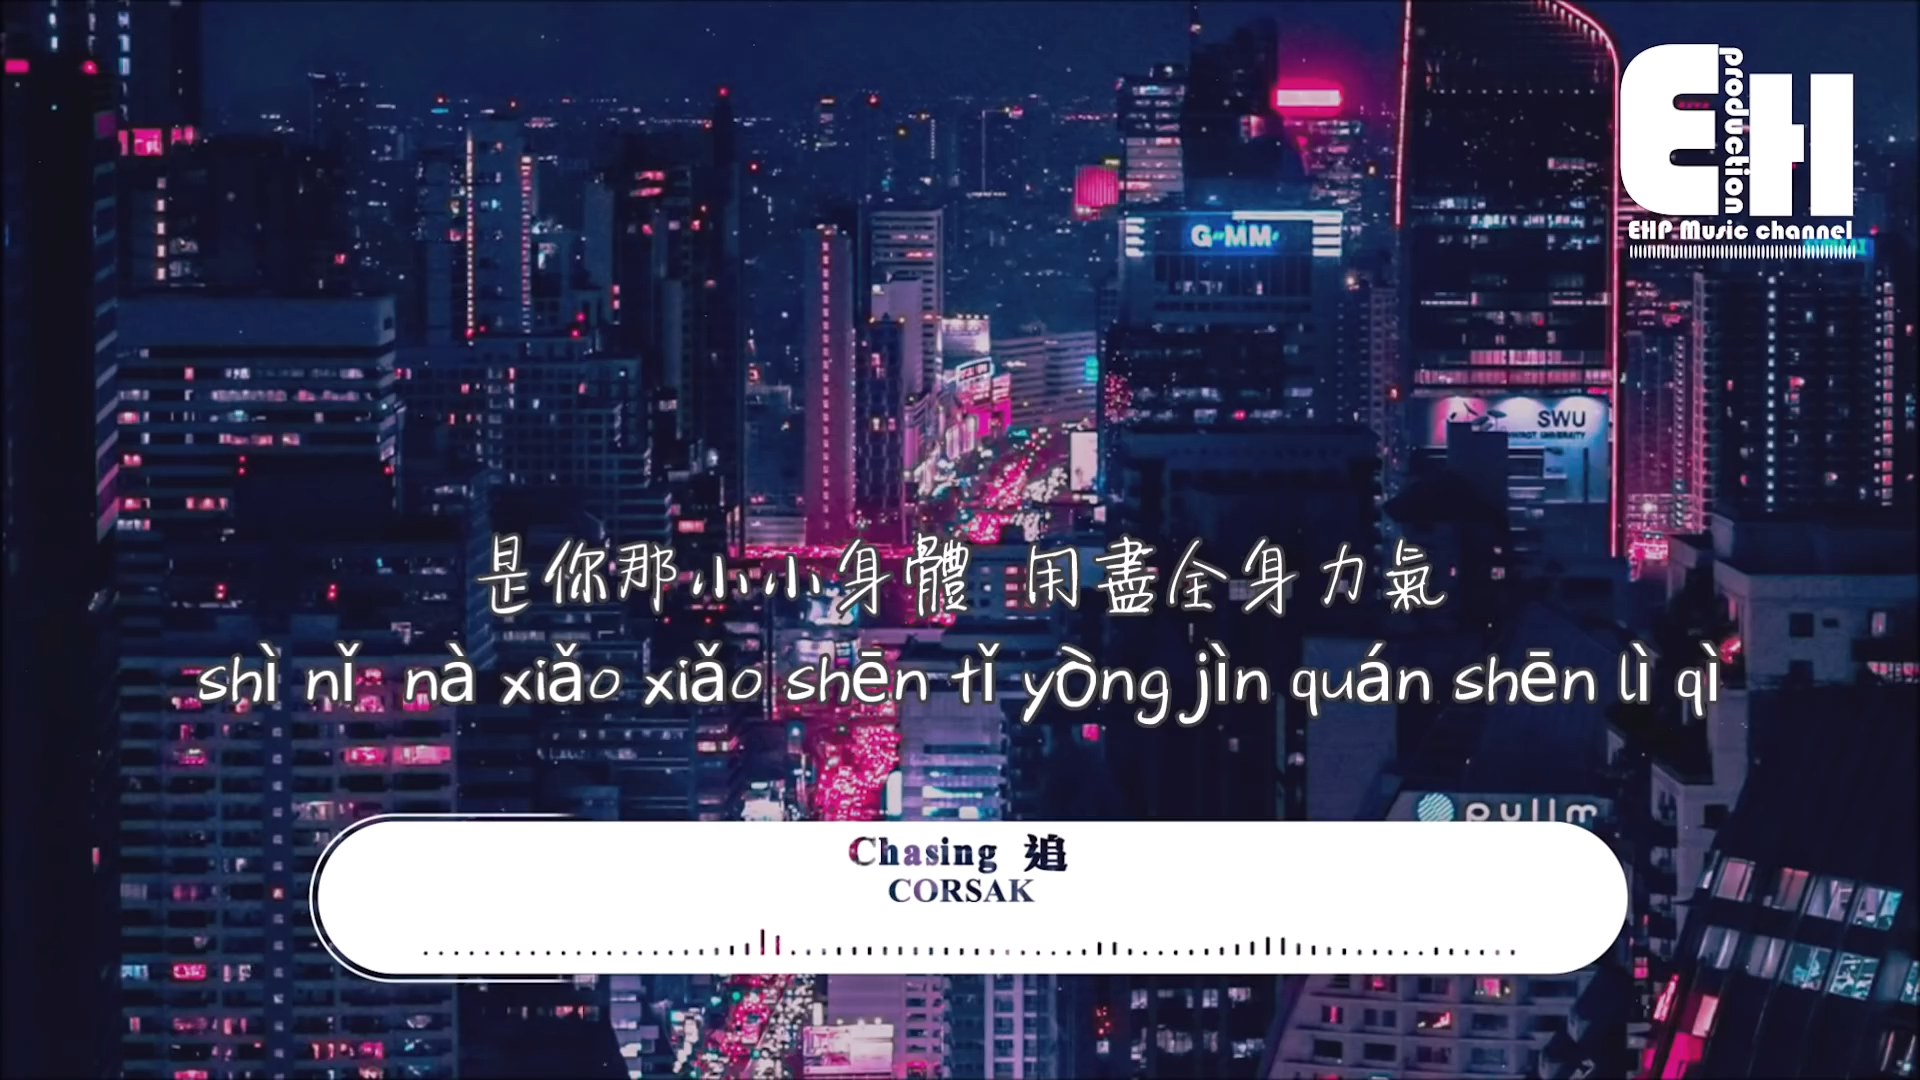 production
EH
EHP Music channel
G-MM
SWU
是你那小小身體 用盡全身力氣
shì nǐ nà xiǎo xiǎo shēn tǐ yòng jìn quán shēn lì qì
pullm
Chasing 追
CORSAK